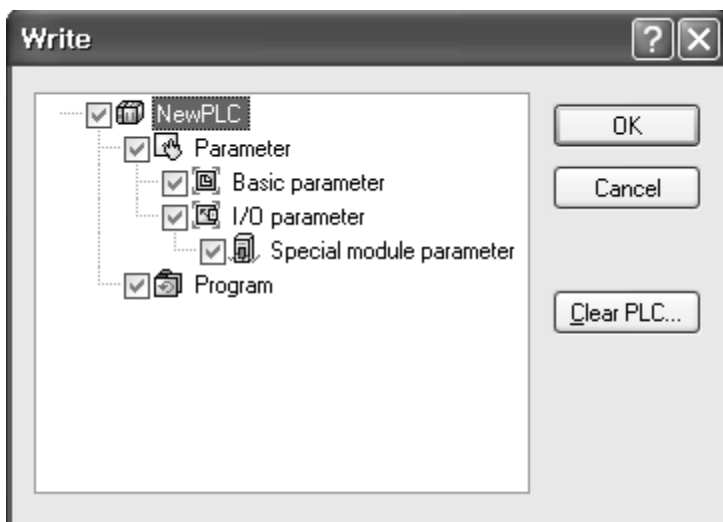 Write
NewPLC
Parameter
Basic parameter
I/O parameter
Special module parameter
Program
OK
Cancel
Clear PLC...